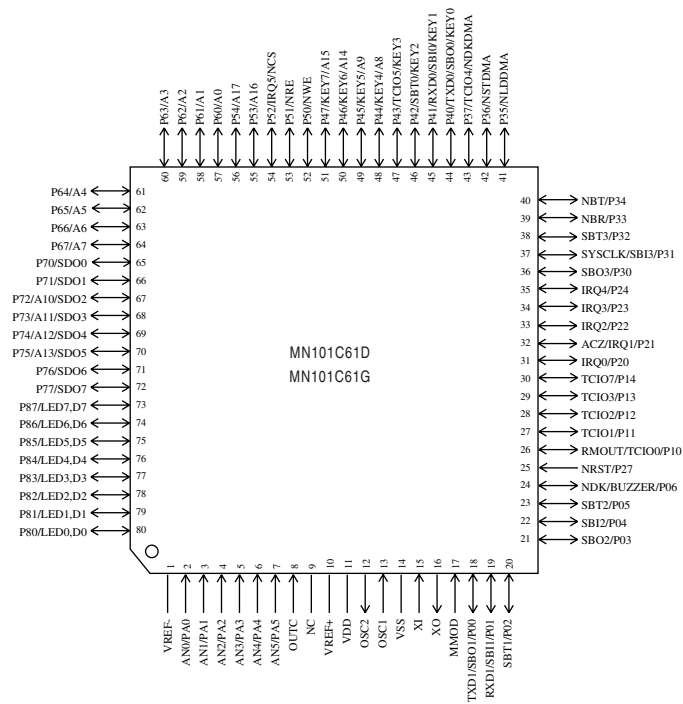 P63/A3
P62/A2
P61/A1
P60/A0
P54/A17
P53/A16
P52/IRQ5/NCS
P51/NRE
P50/NWE
P47/KEY7/A15
P46/KEY6/A14
P45/KEY5/A9
P44/KEY4/A8
P43/TCIO5/KEY3
P42/SBT0/KEY2
P41/RXD0/SBI0/KEY1
P40/TXD0/SBO0/KEY0
P37/TCIO4/NDKDMA
P36/NSTDMA
P35/NLDDMA
60 59 58 57 56 55 54 53 52 51 50 49 48 47 46 45 44 43 42 41
P64/A4 61
P65/A5 62
P66/A6 63
P67/A7 64
P70/SDO0 65
P71/SDO1 66
P72/A10/SDO2 67
P73/A11/SDO3 68
P74/A12/SDO4 69
P75/A13/SDO5 70
P76/SDO6 71
P77/SDO7 72
P87/LED7,D7 73
P86/LED6,D6 74
P85/LED5,D5 75
P84/LED4,D4 76
P83/LED3,D3 77
P82/LED2,D2 78
P81/LED1,D1 79
P80/LED0,D0 80
MN101C61D
MN101C61G
40 NBT/P34
39 NBR/P33
38 SBT3/P32
37 SYSCLK/SBI3/P31
36 SBO3/P30
35 IRQ4/P24
34 IRQ3/P23
33 IRQ2/P22
32 ACZ/IRQ1/P21
31 IRQ0/P20
30 TCIO7/P14
29 TCIO3/P13
28 TCIO2/P12
27 TCIO1/P11
26 RMOUT/TCIO0/P10
25 NRST/P27
24 NDK/BUZZER/P06
23 SBT2/P05
22 SBI2/P04
21 SBO2/P03
1 2 3 4 5 6 7 8 9 10 11 12 13 14 15 16 17 18 19 20
VREF-
AN0/PA0
AN1/PA1
AN2/PA2
AN3/PA3
AN4/PA4
AN5/PA5
OUTC
NC
VREF+
VDD
OSC2
OSC1
VSS
XI
XO
MMOD
TXD1/SBO1/P00
RXD1/SBI1/P01
SBT1/P02